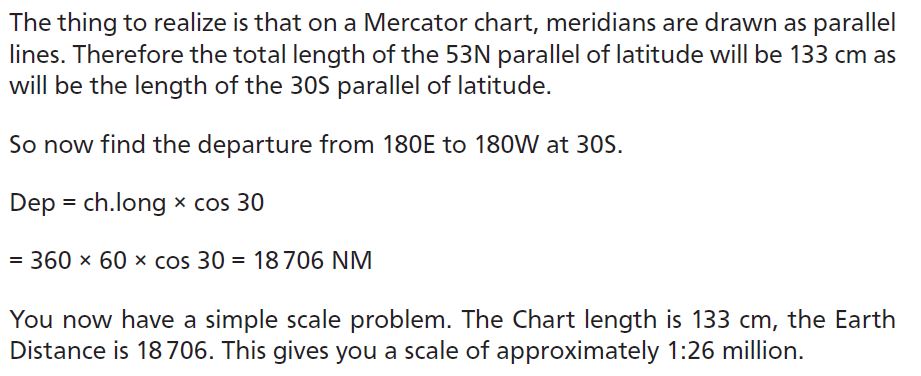 The thing to realize is that on a Mercator chart, meridians are drawn as parallel
lines. Therefore the total length of the 53N parallel of latitude will be 133 cm as
will be the length of the 30S parallel of latitude.
So now find the departure from 180E to 180W at 30S.
Dep = ch.long × cos 30
= 360 × 60 × cos 30 = 18 706 NM
You now have a simple scale problem. The Chart length is 133 cm, the Earth
Distance is 18 706. This gives you a scale of approximately 1:26 million.